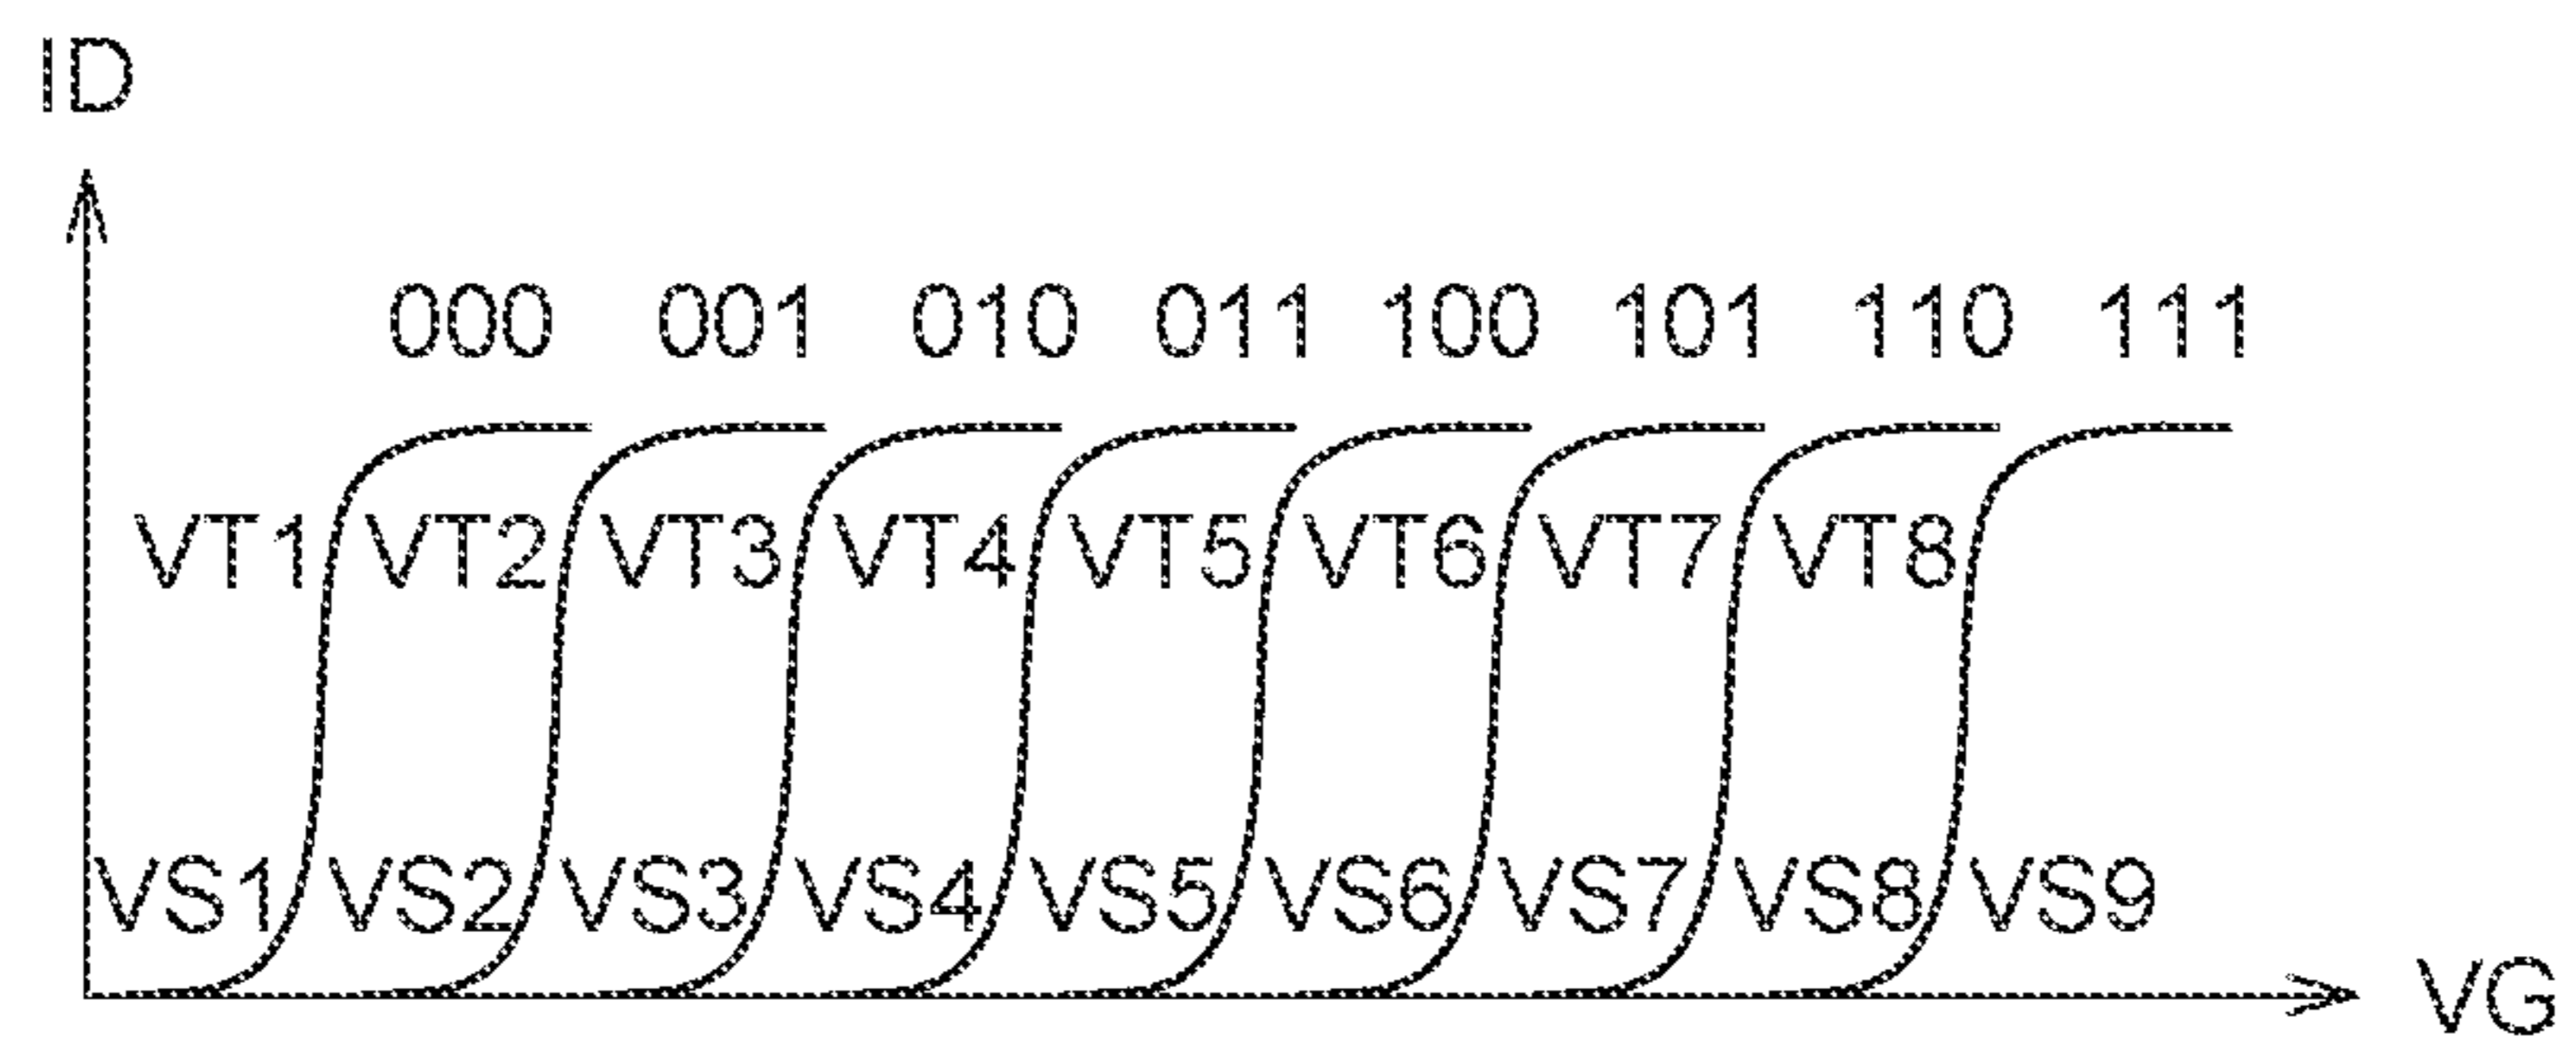 ID
000 001 010 011 100 101 110 111
VT1 VT2 VT3 VT4 VT5 VT6 VT7 VT8
VS1 VS2 VS3 VS4 VS5 VS6 VS7 VS8 VS9
VG